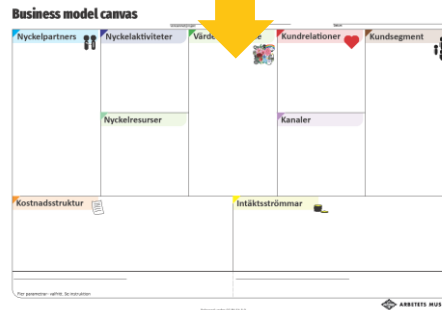 Business model canvas
Nyckelpartners
Nyckelaktiviteter
Värde
Kundrelationer
Kundsegment
Nyckelresurser
Kanaler
Kostnadsstruktur
Intäktsströmmar
ARBETETS MUS